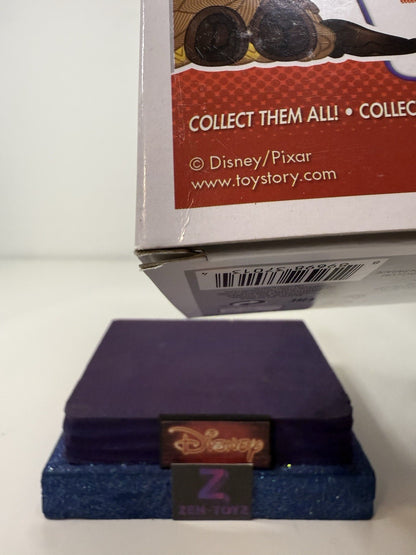 COLLECT THEM ALL! • COLLEC
© Disney/Pixar
www.toystory.com
Disney
Z
ZEN-TOYZ